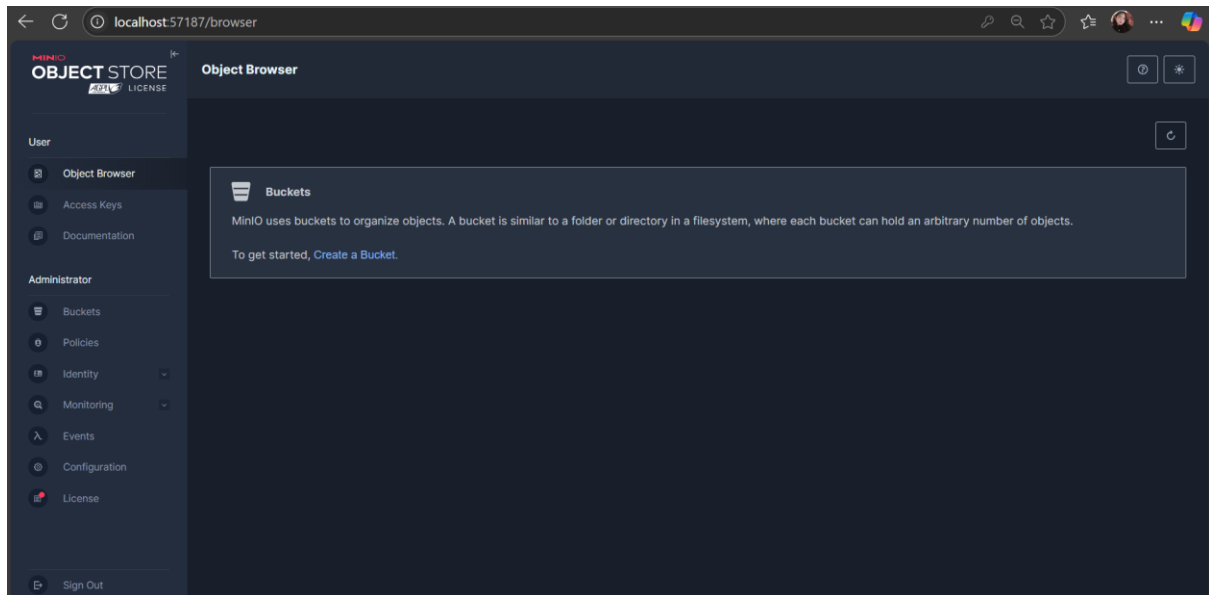 localhost:57187/browser
MINIO
OBJECT STORE
LICENSE
Object Browser
User
Object Browser
Access Keys
Documentation
Administrator
Buckets
Policies
Identity
Monitoring
Events
Configuration
License
Sign Out
Buckets
MinIO uses buckets to organize objects. A bucket is similar to a folder or directory in a filesystem, where each bucket can hold an arbitrary number of objects.
To get started, Create a Bucket.